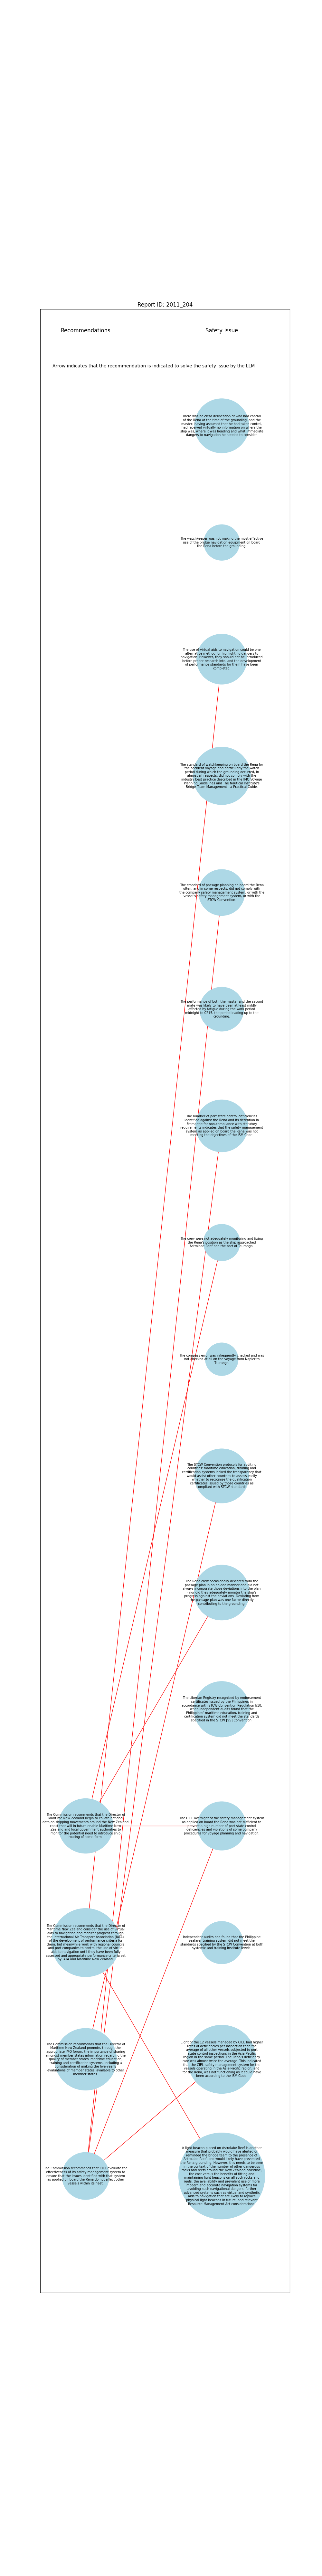 Report ID: 2011_204
Recommendations
Safety issue
Arrow indicates that the recommendation is indicated to solve the safety issue by the LLM
There was no clear delineation of who had control
of the Rena at the time of the grounding, and the
master, having assumed that he had taken control,
had received virtually no information on where the
ship was, where it was heading and what immediate
dangers to navigation he needed to consider.
The watchkeeper was not making the most effective
use of the bridge navigation equipment on board
the Rena before the grounding.
The use of virtual aids to navigation could be one
alternative method for highlighting dangers to
navigation. However, they should not be introduced
before proper research into, and the development
of performance standards for them have been
completed
The standard of watchkeeping on board the Rena for
the accident voyage and particularly the watch
period during which the grounding occurred, in
almost all respects, did not comply with the
industry best practice described in the IMO Voyage
Planning Guidelines and The Nautical Institute's
Bridge Team Management - a Practical Guide
The standard of passage planning on board the Rena
often, and in some respects, did not comply with
the company safety management system, or with the
vessel's safety management system, or with the
STCW Convention.
The performance of both the master and the second
mate was likely to have been at least mildly
affected by fatigue during the time period
midnight to 0215, the period leading up to the
grounding.
The number of port state control deficiencies
identified against the Rena and its detention in
Fremantle for non-compliance with statutory
requirements indicates that the safety management
system as applied on board the Rena was not
meeting the objectives of the ISM Code.
The crew were not adequately monitoring and fixing
the Rena's position as the ship approached
Astrolabe Reef and the port of Tauranga
The compass error was infrequently checked and was
not checked at all on the voyage from Napier to
Tauranga
The STCW Convention protocols for auditing
countries' maritime education, training and
certification systems lacked the transparency that
would assist other countries to assess easily
whether to recognise the qualification
certificates issued by those countries as
compliant with STCW standards
The Rena crew occasionally deviated from the
passage plan in an ad-hoc manner and did not
always incorporate those deviations into the plan
nor did they adequately monitor the ship's
progress against the deviations. Deviating from
the passage plan was one factor directly
contributing to the grounding
The Liberian Registry recognised by endorsement
certificates issued by the Philippines in
accordance with STCW Convention Regulation I/10,
while independent audits found that the
Philippines' maritime education, training and
certification system did not meet the standards
specified in the STCW [95] Convention
The Commission recommends that the Director of
Maritime New Zealand begin to collate national
data on shipping movements around the New Zealand
coast that will in future enable Maritime New
Zealand and local government authorities to
monitor the potential need to introduce ship
routing of some form.
The CIEL oversight of the safety management system
as applied on board the Rena was not sufficient to
prevent a high number of port state control
deficiencies and violations of some company
procedures for voyage planning and navigation
The Commission recommends that the Director of
Maritime New Zealand consider the use of virtual
aids to navigation and monitor progress through
the International Air Transport Association (IATA)
of the development of performance criteria by
them, but meanwhile work with regional councils
and port companies to control the use of virtual
aids to navigation until they have been fully
assessed and appropriate performance criteria set
by IATA and Maritime New Zealand.
Independent audits had found that the Philippine
seafarer training system did not meet the
standards specified by the STCW Convention at both
systemic and training institute levels
The Commission recommends that the Director of
Maritime New Zealand promote, through the
appropriate IMO forum, the importance of sharing
amongst member states information regarding the
quality of member states' maritime education,
training and certification systems, including a
consideration of making the five-yearly
evaluations of member states' available to other
member states.
Eight of the 12 vessels managed by CIEL had higher
rates of deficiencies per inspection than the
average of all other vessels subjected to port
state control inspections in the Asia-Pacific
region in the same period. The Rena's deficiency
rate was almost twice the average. This indicated
that the CIEL safety management system for the
vessels operating in the Asia-Pacific region, and
for the Rena, was not functioning as it could have
been according to the ISM Code.
The Commission recommends that CIEL evaluate the
effectiveness of its safety management system to
ensure that the issues identified with that system
as applied on board the Rena do not affect other
vessels within its fleet.
A light beacon placed on Astrolabe Reef is another
measure that probably would have alerted or
reminded the bridge team to the presence of
Astrolabe Reef, and would likely have prevented
the Rena grounding. However, this needs to be seen
in the context of the number of other dangerous
rocks and reefs around the New Zealand coastline,
the cost versus the benefits of fitting and
maintaining light beacons on all such rocks and
reefs, the availability and prevalent use of more
modern and accurate navigation systems for
avoiding such navigational dangers, further
advanced systems such as virtual and synthetic
aids to navigation that are likely to replace
physical light beacons in future, and relevant
Resource Management Act considerations